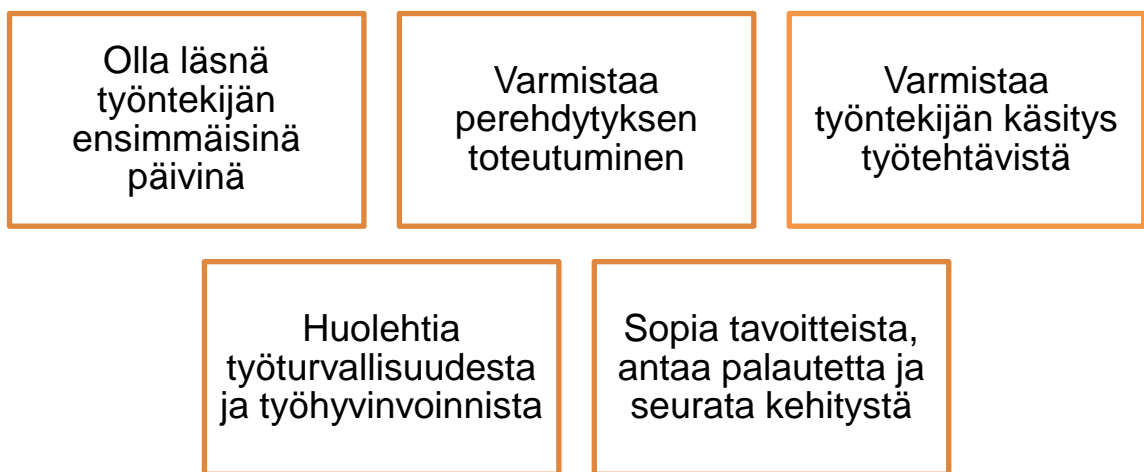 Olla läsnä
työntekijän
ensimmäisinä
päivinä
Varmistaa
perehdytyksen
toteutuminen
Varmistaa
työntekijän käsitys
työtehtävistä
Huolehtia
työturvallisuudesta
ja työhyvinvoinnista
Sopia tavoitteista,
antaa palautetta ja
seurata kehitystä